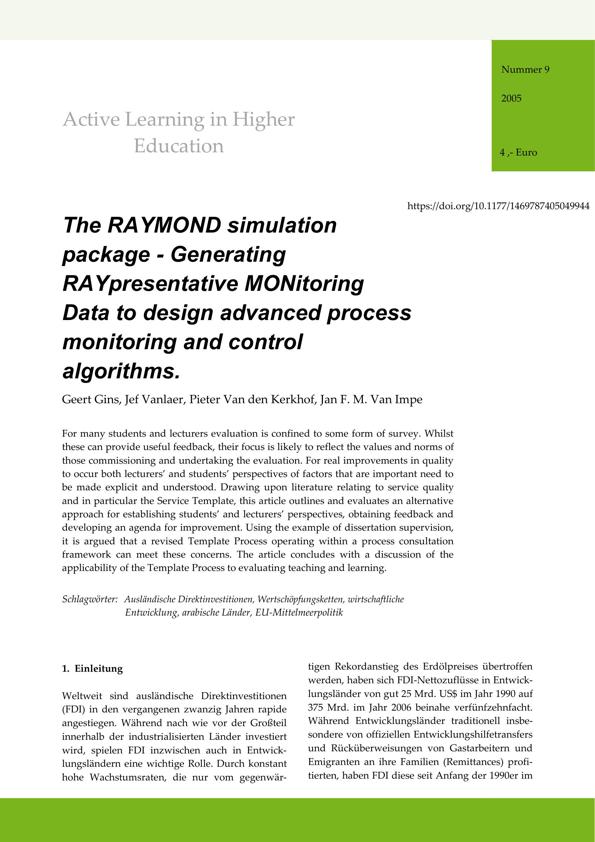 Nummer 9
2005
4 ,- Euro
Active Learning in Higher
Education
https://doi.org/10.1177/1469787405049944
The RAYMOND simulation
package - Generating
RAYpresentative MONitoring
Data to design advanced process
monitoring and control
algorithms.
Geert Gins, Jef Vanlaer, Pieter Van den Kerkhof, Jan F. M. Van Impe
For many students and lecturers evaluation is confined to some form of survey. Whilst
these can provide useful feedback, their focus is likely to reflect the values and norms of
those commissioning and undertaking the evaluation. For real improvements in quality
to occur both lecturers’ and students’ perspectives of factors that are important need to
be made explicit and understood. Drawing upon literature relating to service quality
and in particular the Service Template, this article outlines and evaluates an alternative
approach for establishing students’ and lecturers’ perspectives, obtaining feedback and
developing an agenda for improvement. Using the example of dissertation supervision,
it is argued that a revised Template Process operating within a process consultation
framework can meet these concerns. The article concludes with a discussion of the
applicability of the Template Process to evaluating teaching and learning.
Schlagwörter: Ausländische Direktinvestitionen, Wertschöpfungsketten, wirtschaftliche
Entwicklung, arabische Länder, EU-Mittelmeerpolitik
1. Einleitung
Weltweit sind ausländische Direktinvestitionen
(FDI) in den vergangenen zwanzig Jahren rapide
angestiegen. Während nach wie vor der Großteil
innerhalb der industrialisierten Länder investiert
wird, spielen FDI inzwischen auch in Entwick-
lungsländern eine wichtige Rolle. Durch konstant
hohe Wachstumsraten, die nur vom gegenwär-
tigen Rekordanstieg des Erdölpreises übertroffen
werden, haben sich FDI-Nettozuflüsse in Entwick-
lungsländer von gut 25 Mrd. US$ im Jahr 1990 auf
375 Mrd. im Jahr 2006 beinahe verfünfzehnfacht.
Während Entwicklungsländer traditionell insbe-
sondere von offiziellen Entwicklungshilfetransfers
und Rücküberweisungen von Gastarbeitern und
Emigranten an ihre Familien (Remittances) profi-
tierten, haben FDI diese seit Anfang der 1990er im